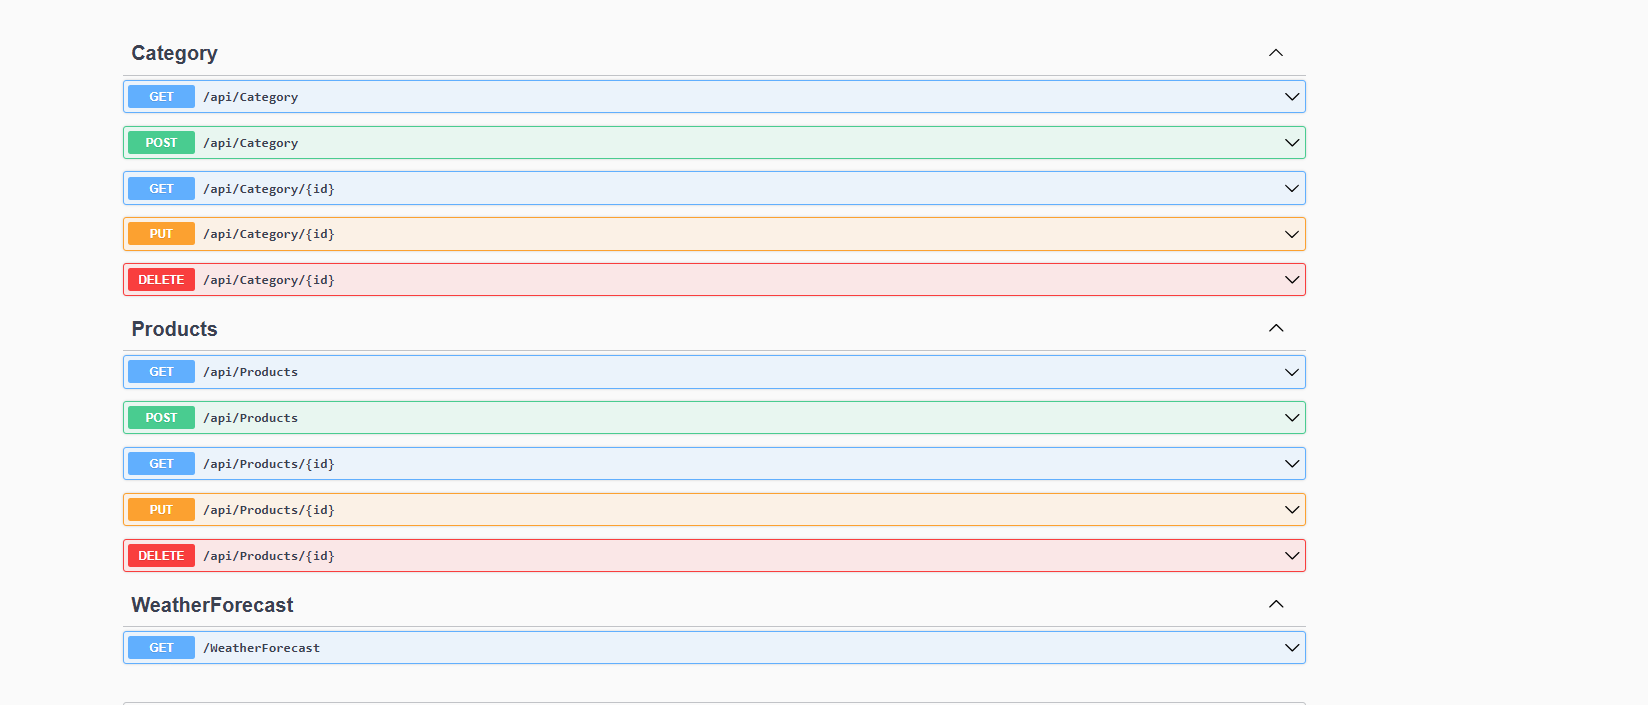 Category
GET /api/Category
POST /api/Category
GET /api/Category/{id}
PUT /api/Category/{id}
DELETE /api/Category/{id}
Products
GET /api/Products
POST /api/Products
GET /api/Products/{id}
PUT /api/Products/{id}
DELETE /api/Products/{id}
WeatherForecast
GET /WeatherForecast